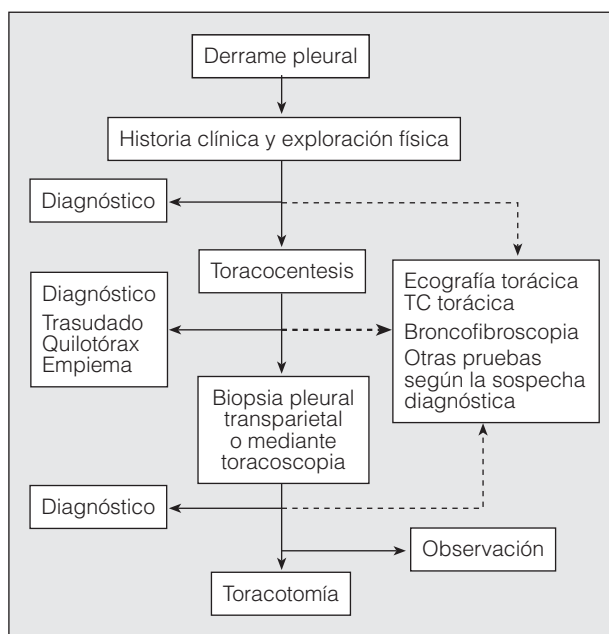 Derrame pleural
Historia clínica y exploración física
Diagnóstico
Toracocentesis
Diagnóstico
Trasudado
Quilotórax
Empiema
Ecografía torácica
TC torácica
Broncofibroscopia
Otras pruebas
según la sospecha
diagnóstica
Biopsia pleural
transparietal
o mediante
toracoscopia
Diagnóstico
Observación
Toracotomía